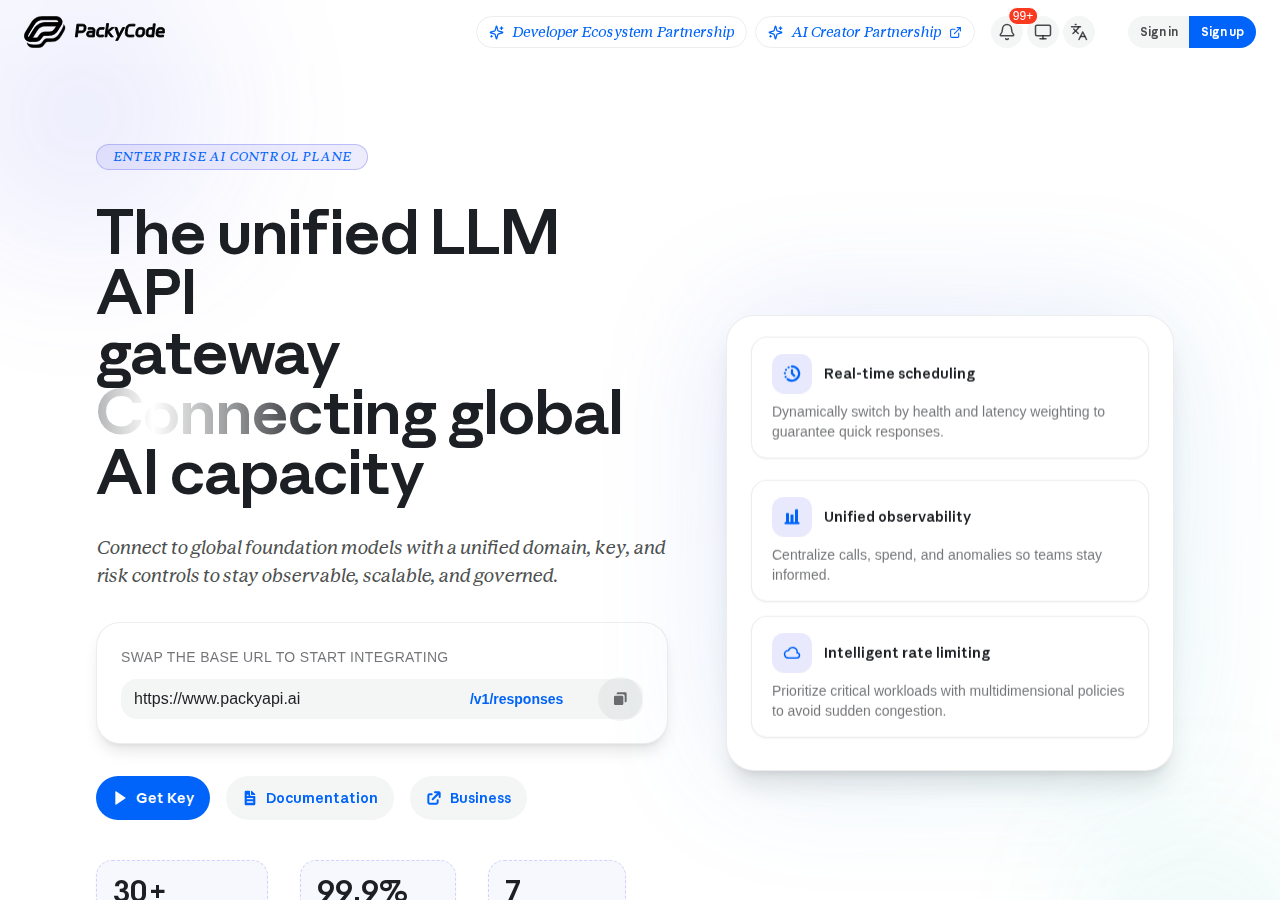 PackyCode
Developer Ecosystem Partnership
AI Creator Partnership
99+
Sign in
Sign up
ENTERPRISE AI CONTROL PLANE
The unified LLM
API
gateway
Connecting global
AI capacity
Connect to global foundation models with a unified domain, key, and
risk controls to stay observable, scalable, and governed.
SWAP THE BASE URL TO START INTEGRATING
https://www.packyapi.ai
/v1/responses
Get Key
Documentation
Business
30+
99.9%
7
Real-time scheduling
Dynamically switch by health and latency weighting to
guarantee quick responses.
Unified observability
Centralize calls, spend, and anomalies so teams stay
informed.
Intelligent rate limiting
Prioritize critical workloads with multidimensional policies
to avoid sudden congestion.